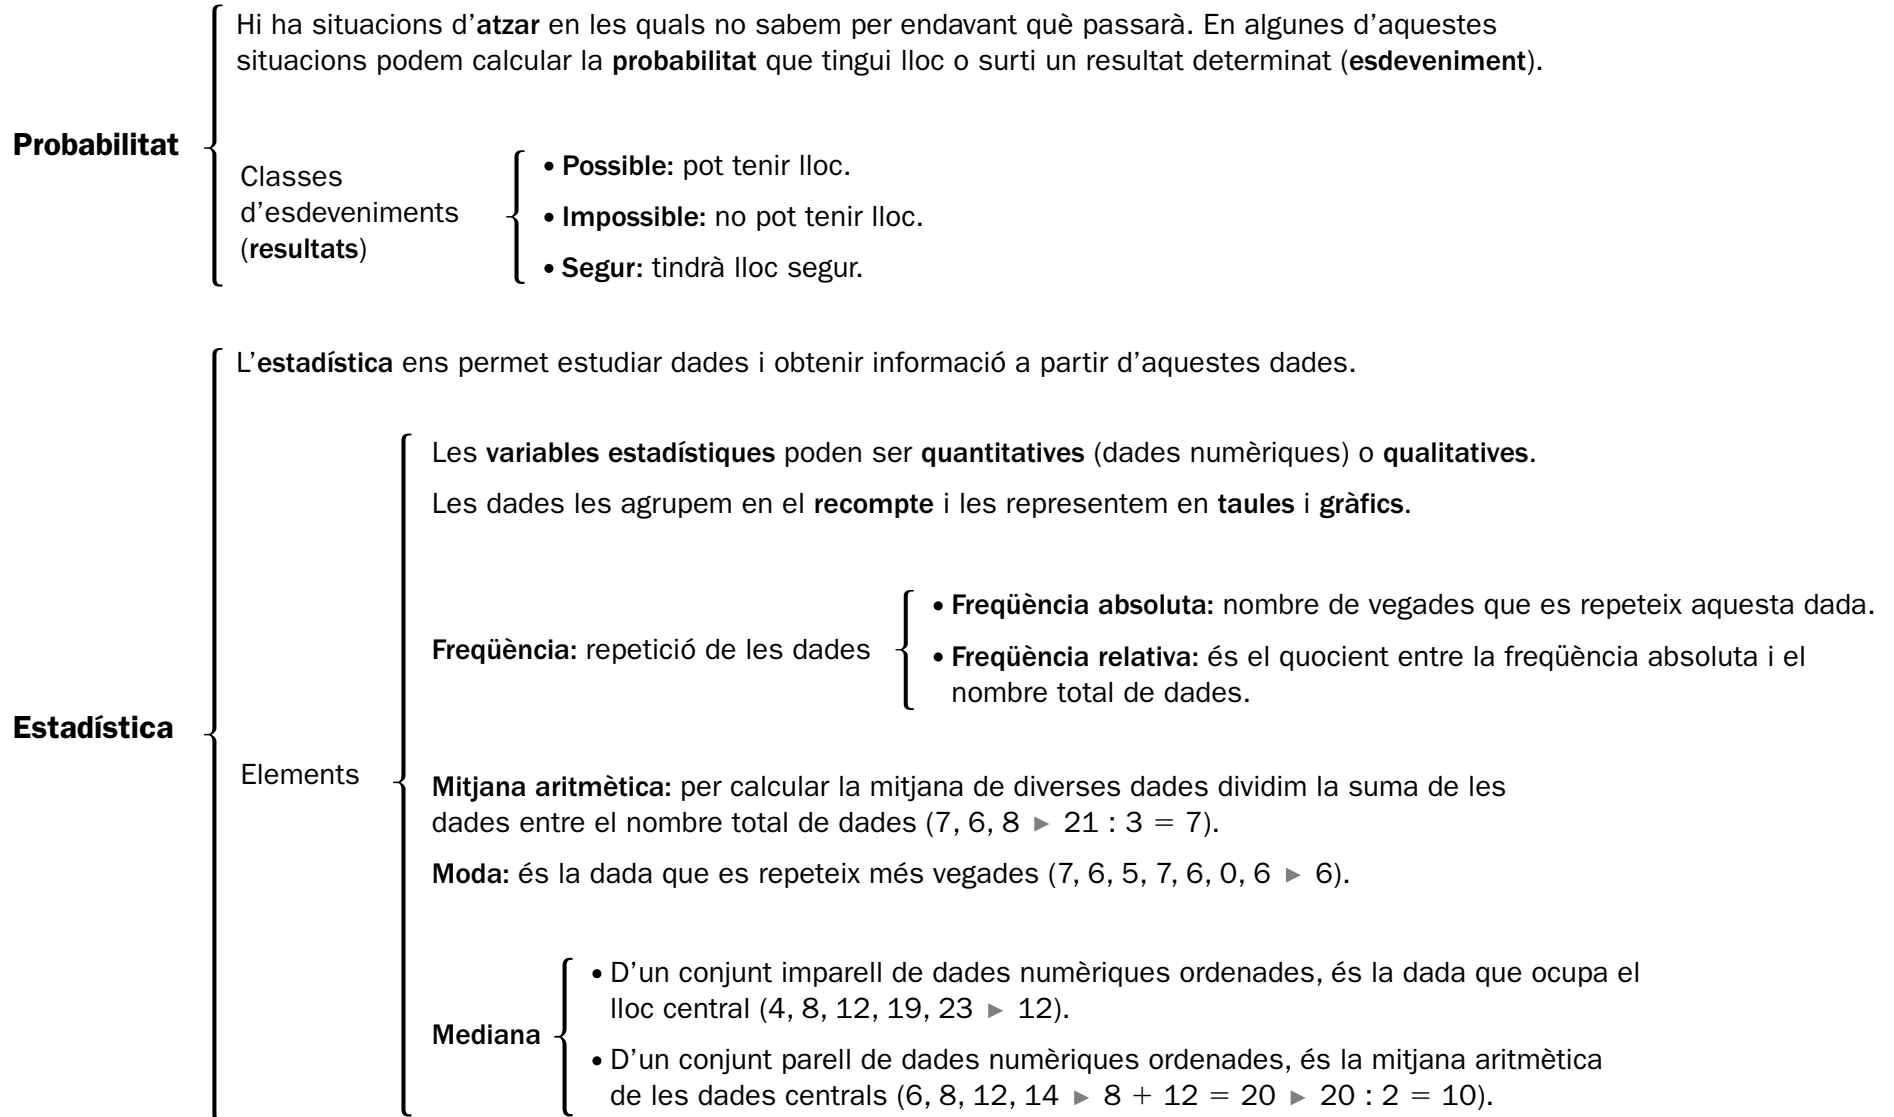 Hi ha situacions d’atzar en les quals no sabem per endavant què passarà. En algunes d’aquestes
situacions podem calcular la probabilitat que tingui lloc o surti un resultat determinat (esdeveniment).
Probabilitat
Classes
d’esdeveniments
(resultats)
• Possible: pot tenir lloc.
• Impossible: no pot tenir lloc.
• Segur: tindrà lloc segur.
L’estadística ens permet estudiar dades i obtenir informació a partir d’aquestes dades.
Les variables estadístiques poden ser quantitatives (dades numèriques) o qualitatives.
Les dades les agrupem en el recompte i les representem en taules i gràfics.
Freqüència: repetició de les dades
• Freqüència absoluta: nombre de vegades que es repeteix aquesta dada.
• Freqüència relativa: és el quocient entre la freqüència absoluta i el
nombre total de dades.
Estadística
Elements
Mitjana aritmètica: per calcular la mitjana de diverses dades dividim la suma de les
dades entre el nombre total de dades (7, 6, 8 ▶ 21 : 3 = 7).
Moda: és la dada que es repeteix més vegades (7, 6, 5, 7, 6, 0, 6 ▶ 6).
Mediana
• D’un conjunt imparell de dades numèriques ordenades, és la dada que ocupa el
lloc central (4, 8, 12, 19, 23 ▶ 12).
• D’un conjunt parell de dades numèriques ordenades, és la mitjana aritmètica
de les dades centrals (6, 8, 12, 14 ▶ 8 + 12 = 20 ▶ 20 : 2 = 10).